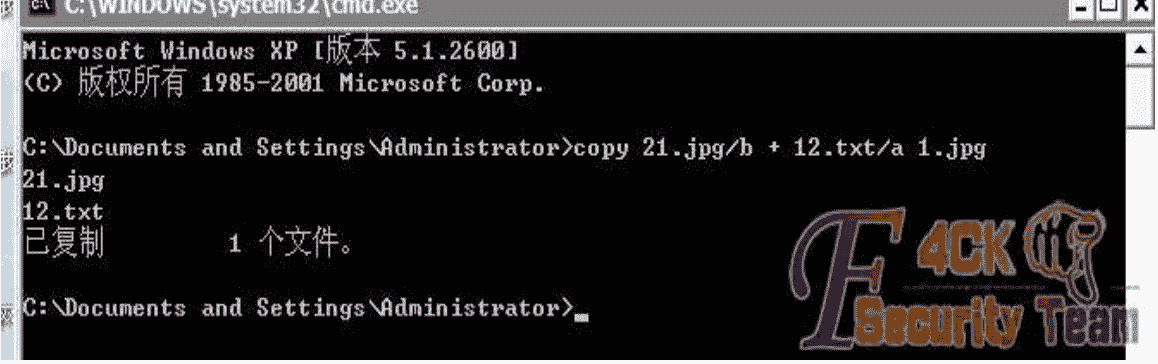 C:\WINDOWS\system32\cmd.exe
Microsoft Windows XP [版本 5.1.2600]
(C) 版权所有 1985-2001 Microsoft Corp.
C:\Documents and Settings\Administrator>copy 21.jpg/b + 12.txt/a 1.jpg
21.jpg
12.txt
已复制         1 个文件。
C:\Documents and Settings\Administrator>_
F4CK
Security Team